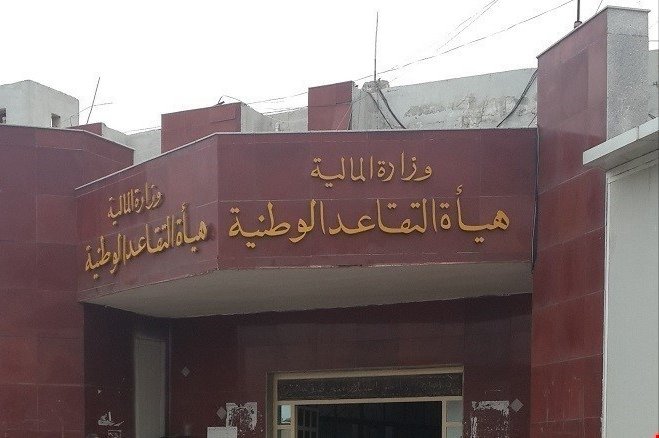 وزارة المالية
هيأة التقاعد الوطنية
وزارة المالية
هيأة التقاعد الوطنية